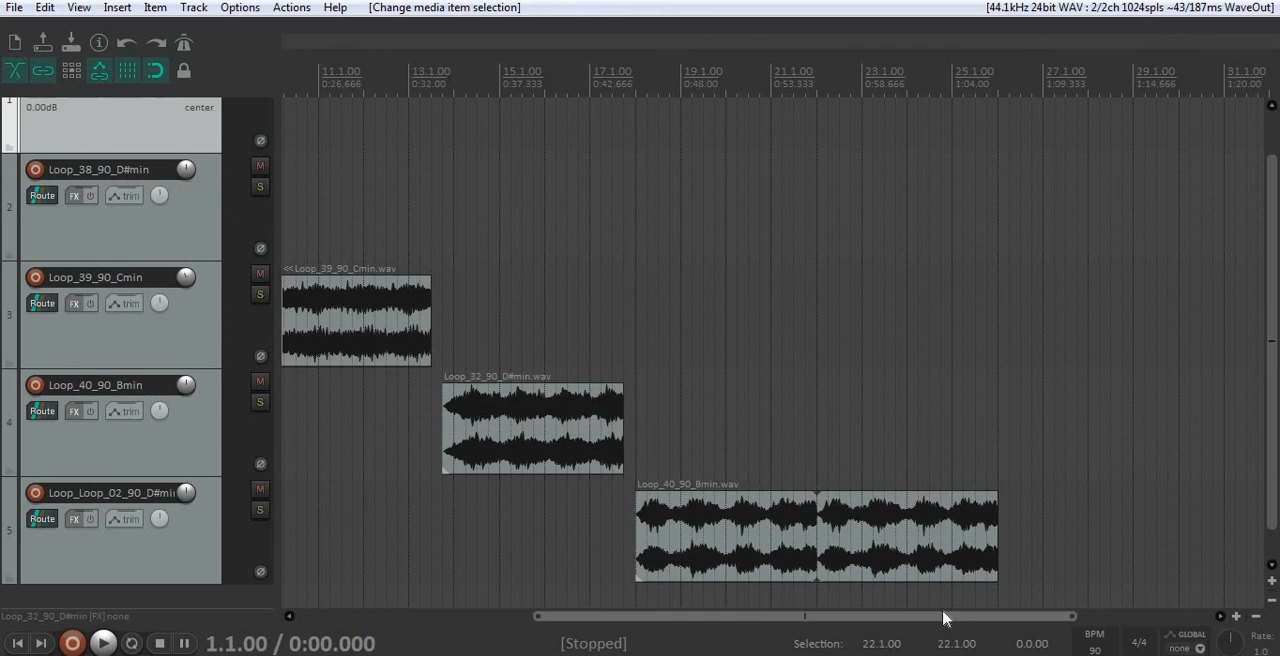 File Edit View Insert Item Track Options Actions Help [Change media item selection] [44.1kHz 24bit WAV : 2/2ch 1024spls ~43/187ms WaveOut]
11.1.00 13.1.00 15.1.00 17.1.00 19.1.00 21.1.00 23.1.00 25.1.00 27.1.00 29.1.00 31.1.00
0:26.666 0:32.00 0:37.333 0:42.666 0:48.00 0:53.333 0:58.666 1:04.00 1:09.333 1:14.666 1:20.00
1
0.00dB center
M
Loop_38_90_D#min
S
Route FX trim
2
<<Loop_39_90_Cmin.wav
M
Loop_39_90_Cmin
S
Route FX trim
3
Loop_32_90_D#min.wav
M
Loop_40_90_Bmin
S
Route FX trim
4
Loop_40_90_Bmin.wav
M
Loop_Loop_02_90_D#min
S
Route FX trim
5
Loop_32_90_D#min [FX] none
1.1.00 / 0:00.000 [Stopped] Selection: 22.1.00 22.1.00 0.0.00 BPM 90 4/4 GLOBAL none Rate: 1.0